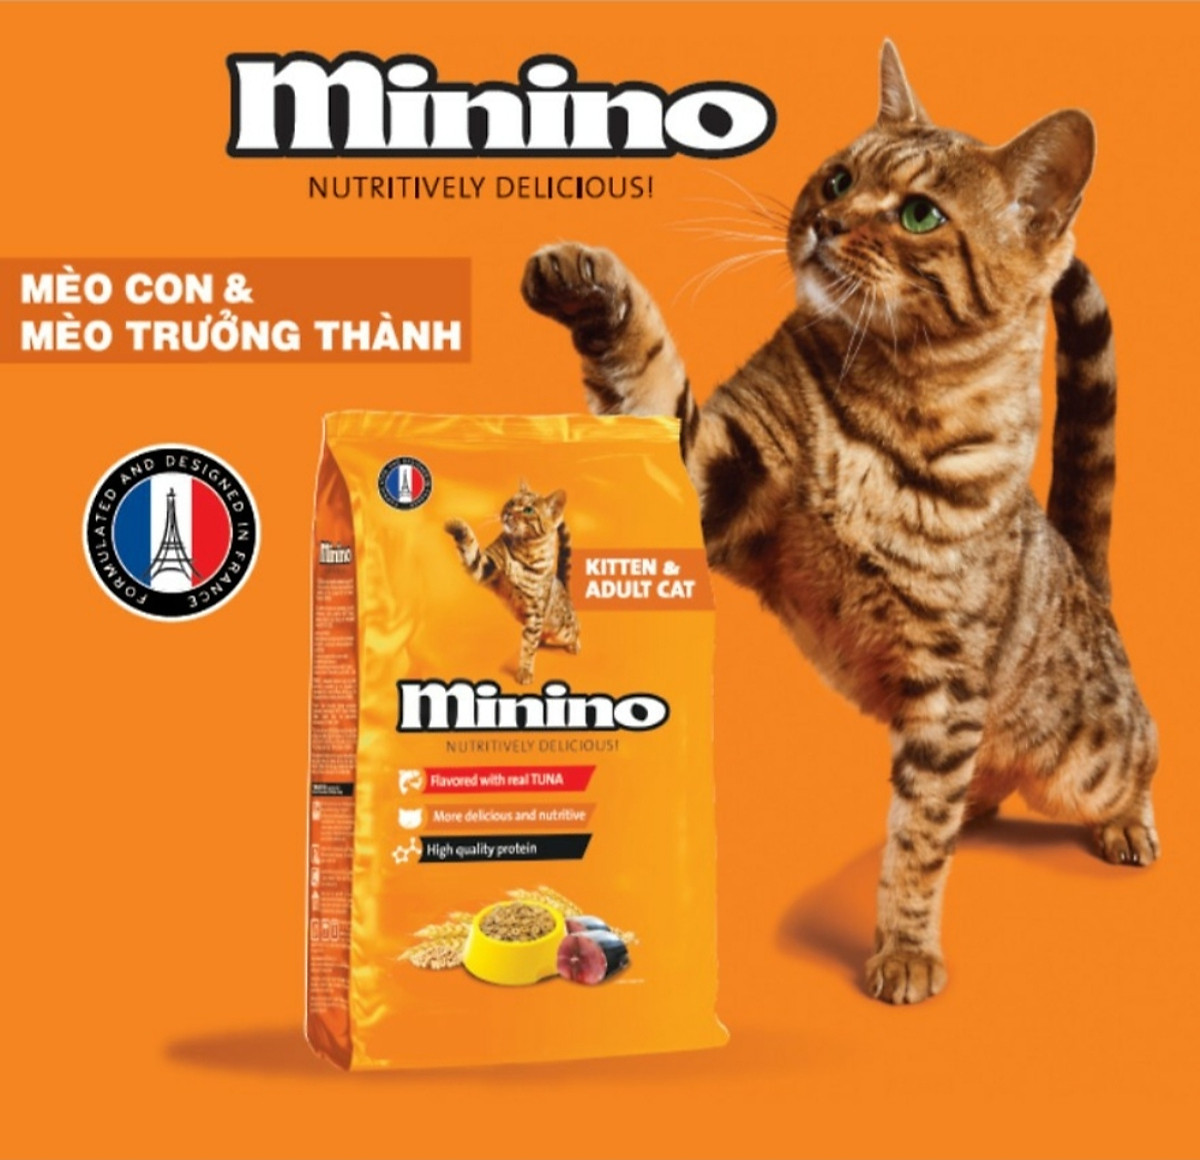 Minino
NUTRITIVELY DELICIOUS!
MÈO CON &
MÈO TRƯỞNG THÀNH
FORMULATED AND DESIGNED IN FRANCE
KITTEN &
ADULT CAT
Minino
Minino
NUTRITIVELY DELICIOUS!
Flavored with real TUNA
More delicious and nutritive
High quality protein